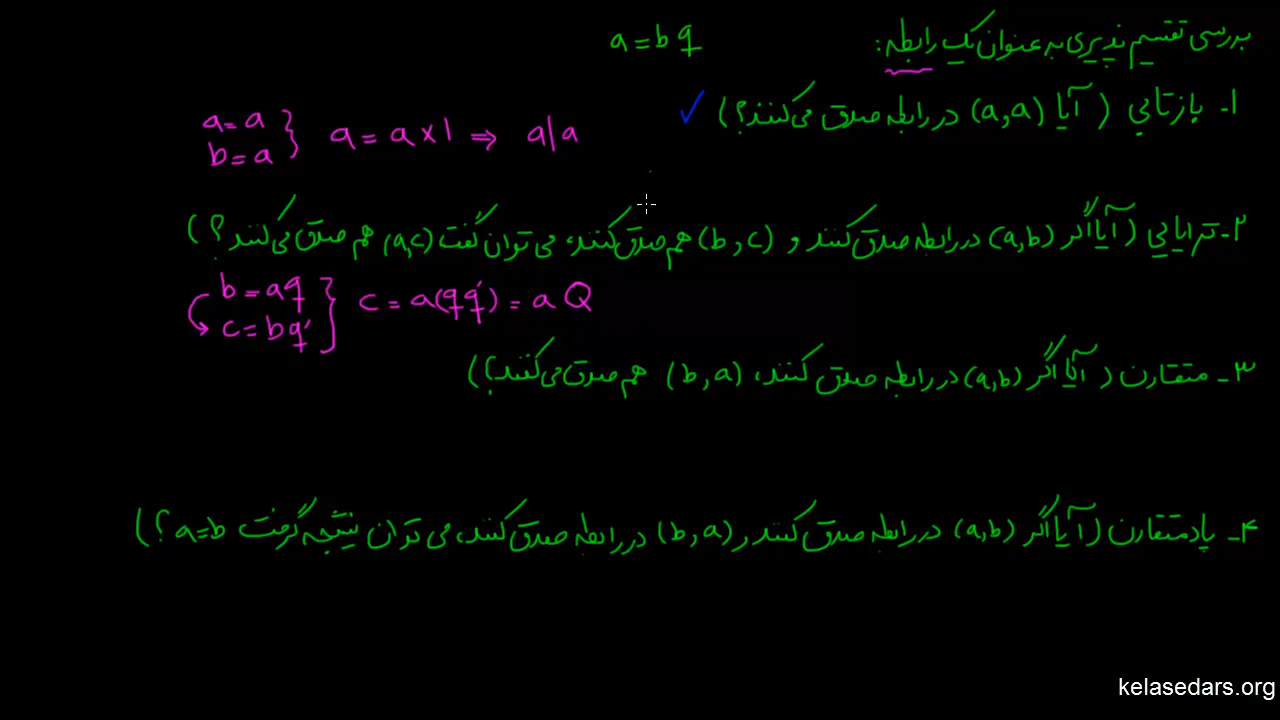 بررسی تقسیم پذیری به عنوان یک رابطه: a = b q
۱- بازتابی (آیا (a,a) در رابطه صدق می‌کنند؟) ✓
a = a
b = a } a = a × 1 ⇒ a|a
۲- ترایایی (آیا اگر (a,b) در رابطه صدق کنند و (b,c) هم صدق کنند، می توان گفت (a,c) هم صدق می‌کنند؟)
b = aq
c = bq' } c = a(qq') = a Q
۳- متقارن (آیا اگر (a,b) در رابطه صدق کنند، (b,a) هم صدق می‌کنند؟)
۴- پادمتقارن (آیا اگر (a,b) در رابطه صدق کنند و (b,a) در رابطه صدق کنند، می توان نتیجه گرفت a=b ؟)
kelasedars.org